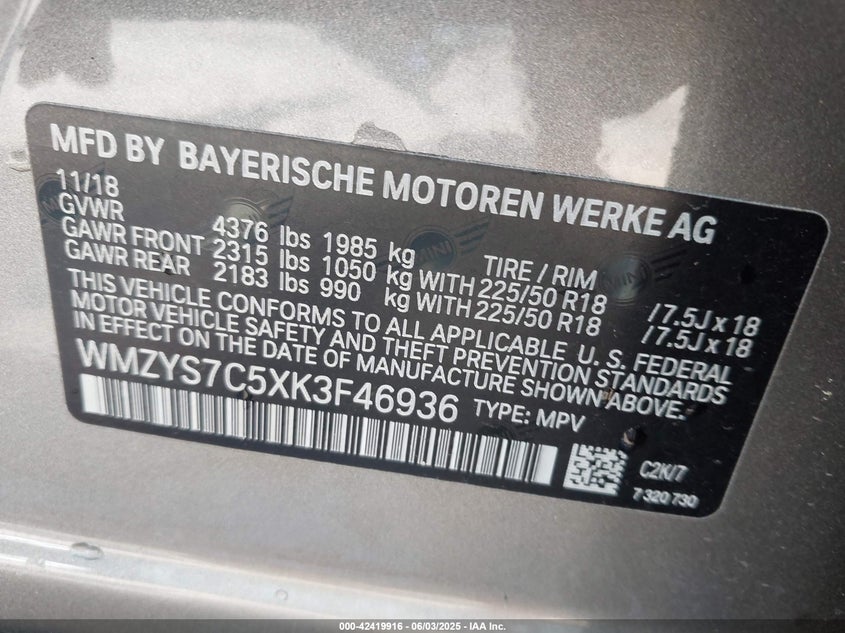 MFD BY BAYERISCHE MOTOREN WERKE AG
11/18
GVWR 4376 lbs 1985 kg TIRE / RIM
GAWR FRONT 2315 lbs 1050 kg WITH 225/50 R18 / 7.5J x 18
GAWR REAR 2183 lbs 990 kg WITH 225/50 R18 / 7.5J x 18
THIS VEHICLE CONFORMS TO ALL APPLICABLE U. S. FEDERAL
MOTOR VEHICLE SAFETY AND THEFT PREVENTION STANDARDS
IN EFFECT ON THE DATE OF MANUFACTURE SHOWN ABOVE.
WMZYS7C5XK3F46936 TYPE: MPV
C2K/7
7 320 730
MINI
MINI
000-42419916 | 06/03/2025 | IAA Inc.